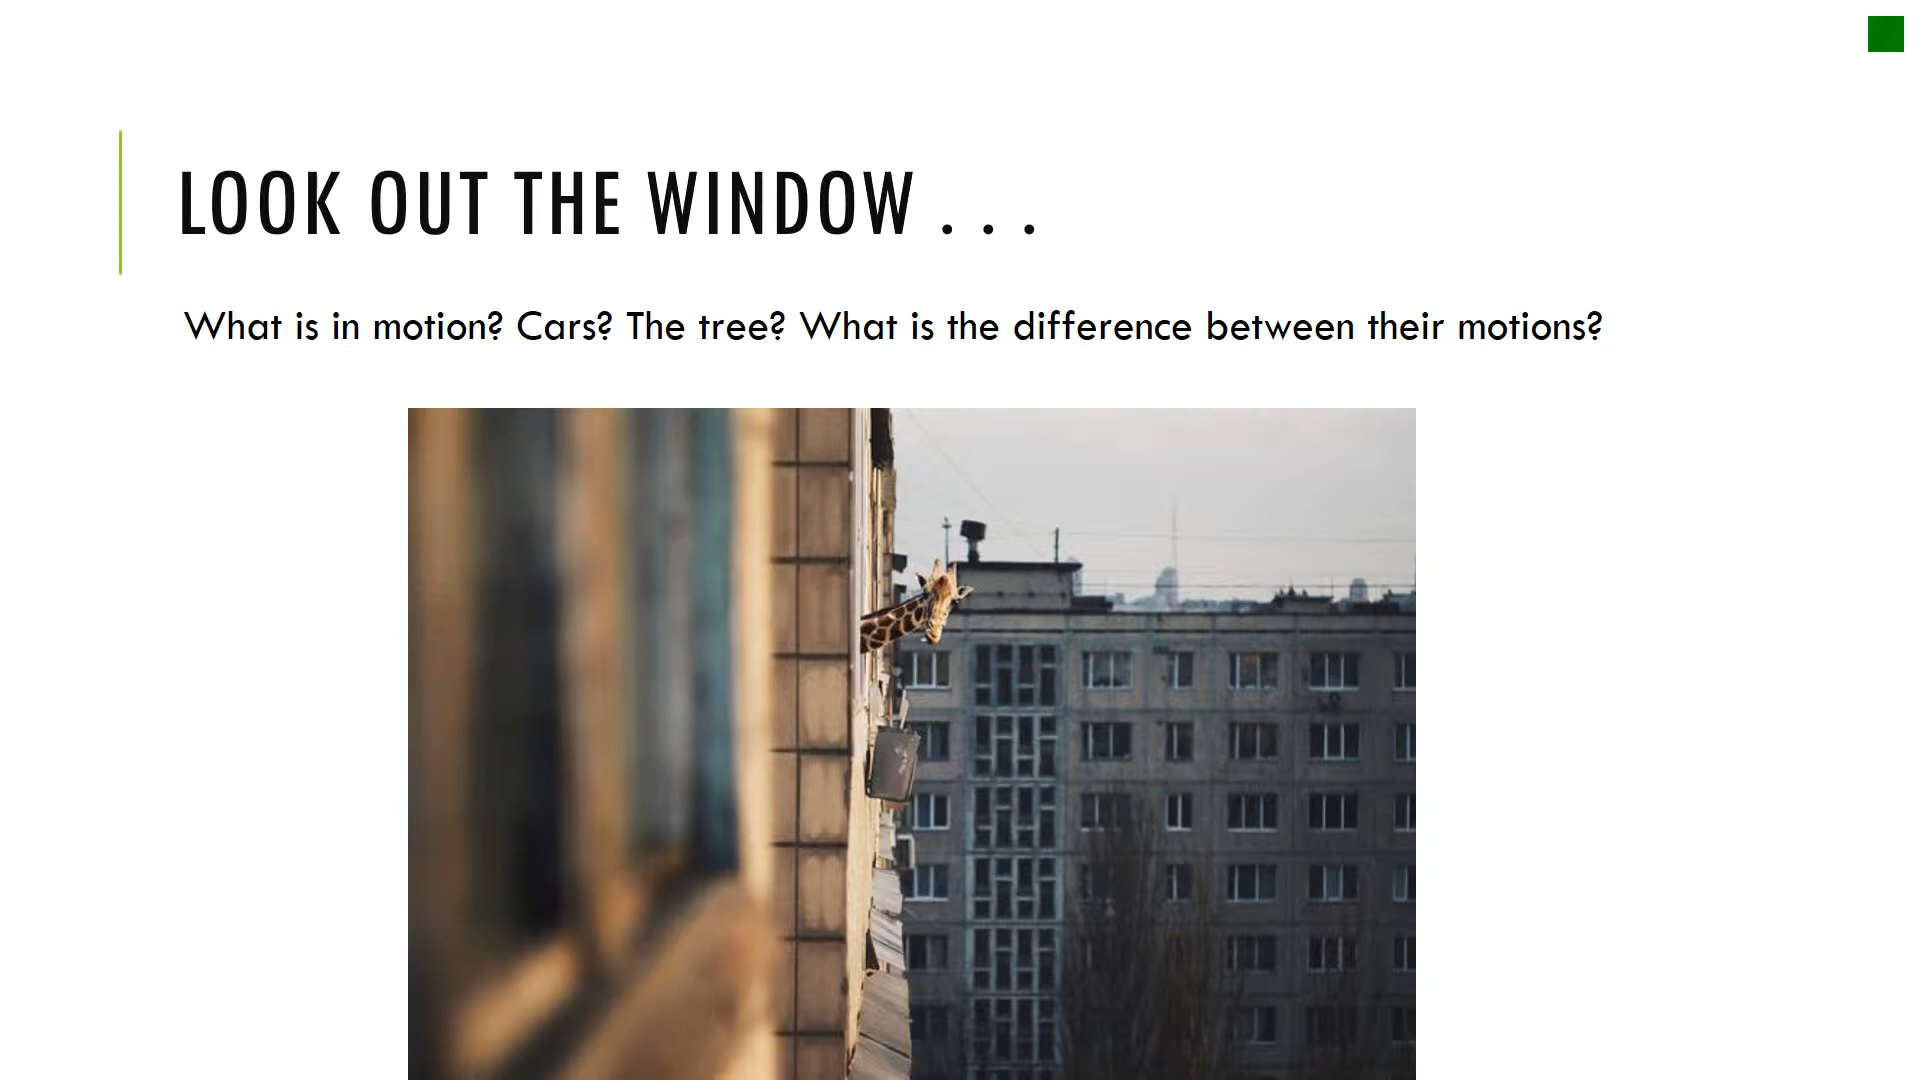 LOOK OUT THE WINDOW . . .
What is in motion? Cars? The tree? What is the difference between their motions?